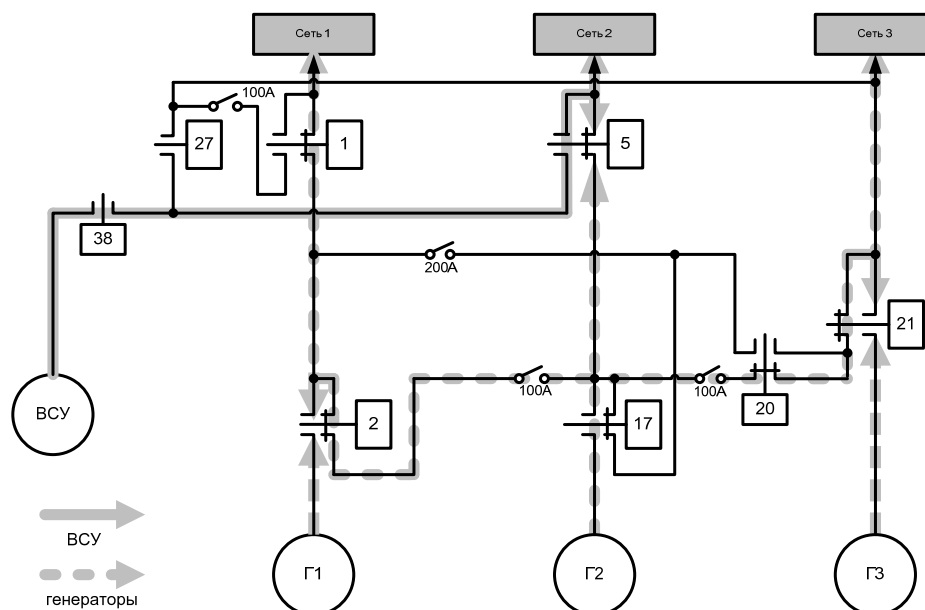 Сеть 1
Сеть 2
Сеть 3
100А
27
1
5
38
200А
21
100А
100А
ВСУ
2
17
20
ВСУ
генераторы
Г1
Г2
Г3